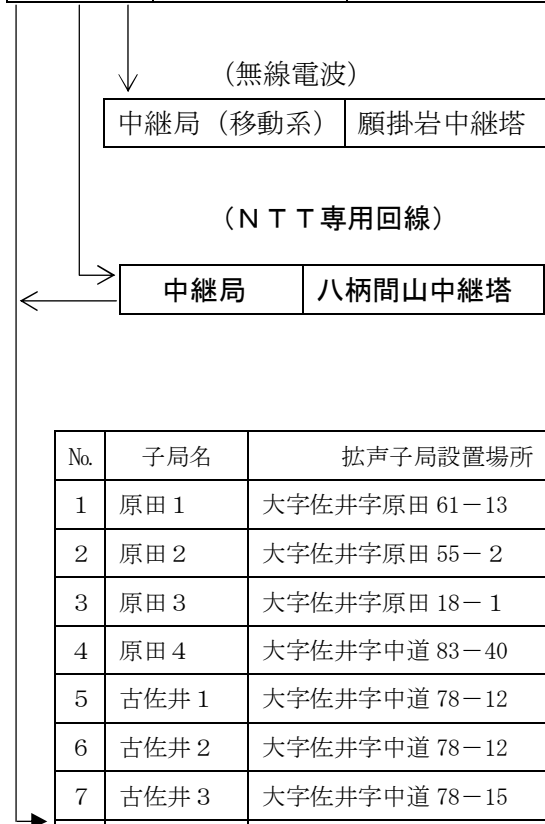 (無線電波)
中継局(移動系) 願掛岩中継塔
(NTT専用回線)
中継局 八柄間山中継塔
№ 子局名 拡声子局設置場所
1 原田1 大字佐井字原田 61-13
2 原田2 大字佐井字原田 55-2
3 原田3 大字佐井字原田 18-1
4 原田4 大字佐井字中道 83-40
5 古佐井1 大字佐井字中道 78-12
6 古佐井2 大字佐井字中道 78-12
7 古佐井3 大字佐井字中道 78-15